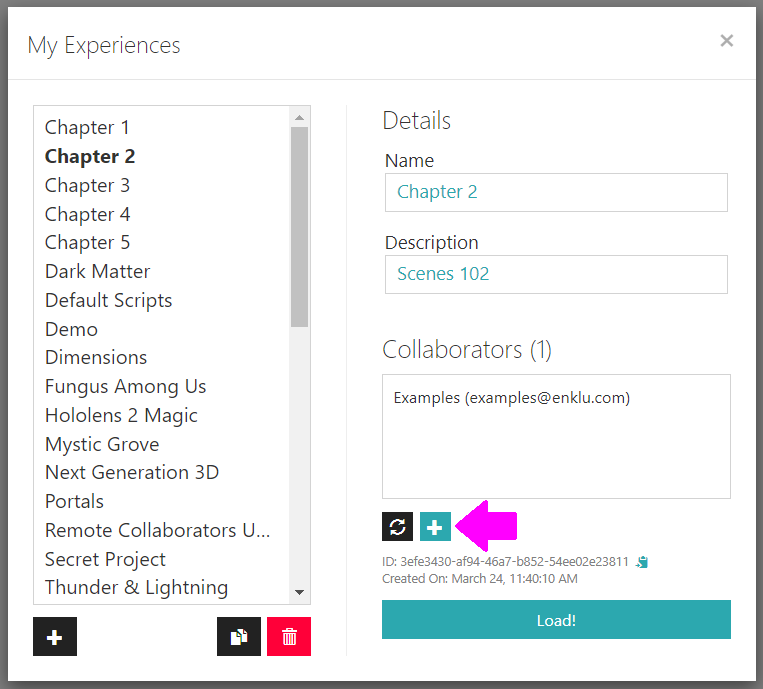 My Experiences
Chapter 1
Chapter 2
Chapter 3
Chapter 4
Chapter 5
Dark Matter
Default Scripts
Demo
Dimensions
Fungus Among Us
Hololens 2 Magic
Mystic Grove
Next Generation 3D
Portals
Remote Collaborators U...
Secret Project
Thunder & Lightning
Details
Name
Chapter 2
Description
Scenes 102
Collaborators (1)
Examples (examples@enklu.com)
ID: 3efe3430-af94-46a7-b852-54ee02e23811
Created On: March 24, 11:40:10 AM
Load!